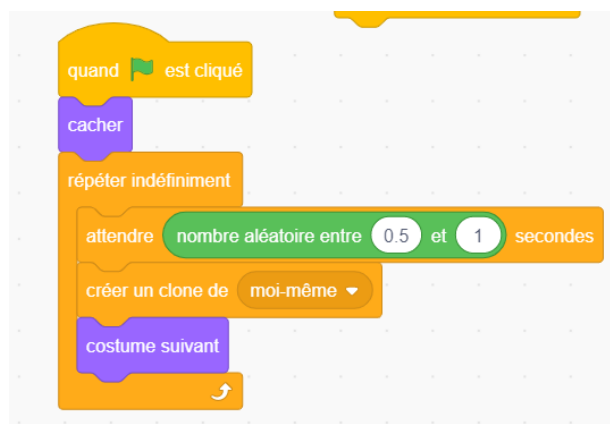 quand est cliqué
cacher
répéter indéfiniment
attendre nombre aléatoire entre 0.5 et 1 secondes
créer un clone de moi-même
costume suivant